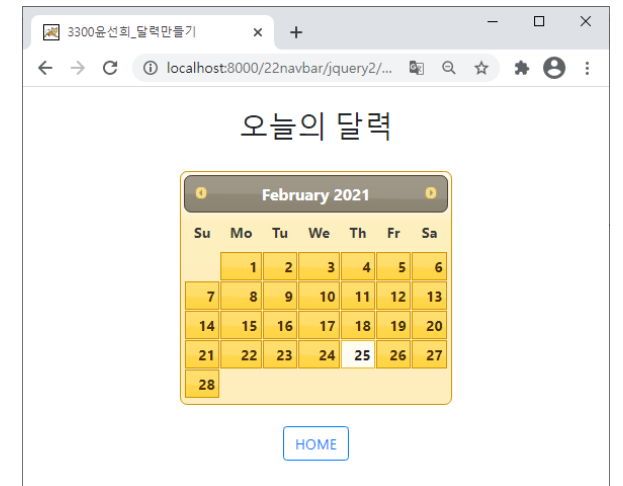 3300윤선희_달력만들기
localhost:8000/22navbar/jquery2/...
오늘의 달력
February 2021
Su Mo Tu We Th Fr Sa
1 2 3 4 5 6
7 8 9 10 11 12 13
14 15 16 17 18 19 20
21 22 23 24 25 26 27
28
HOME